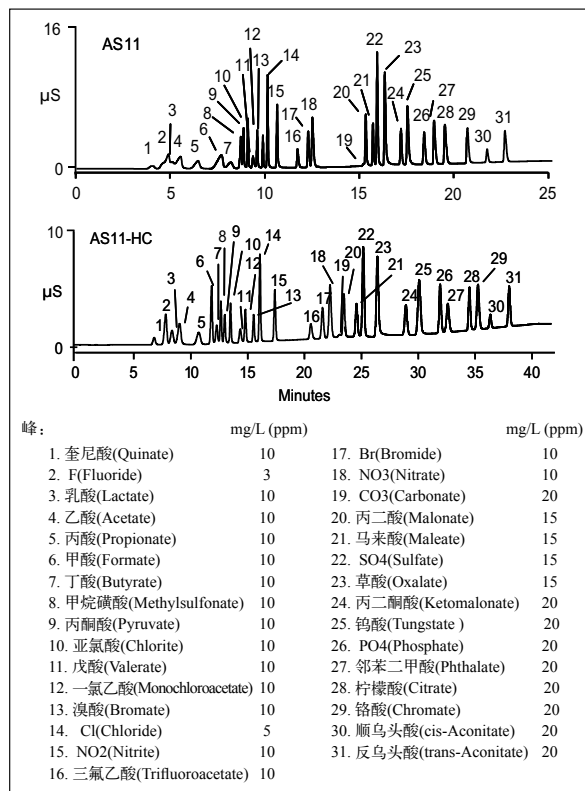 AS11
16
µS
0
1 2 3 4 5 6 7 8 9 10 11 12 13 14 15 16 17 18 19 20 21 22 23 24 25 26 27 28 29 30 31
0 5 10 15 20 25
AS11-HC
10
µS
0
1 2 3 4 5 6 7 8 9 10 11 12 13 14 15 16 17 18 19 20 21 22 23 24 25 26 27 28 29 30 31
0 5 10 15 20 25 30 35 40
Minutes
峰: mg/L (ppm)
1. 奎尼酸(Quinate) 10
2. F(Fluoride) 3
3. 乳酸(Lactate) 10
4. 乙酸(Acetate) 10
5. 丙酸(Propionate) 10
6. 甲酸(Formate) 10
7. 丁酸(Butyrate) 10
8. 甲烷磺酸(Methylsulfonate) 10
9. 丙酮酸(Pyruvate) 10
10. 亚氯酸(Chlorite) 10
11. 戊酸(Valerate) 10
12. 一氯乙酸(Monochloroacetate) 10
13. 溴酸(Bromate) 10
14. Cl(Chloride) 5
15. NO2(Nitrite) 10
16. 三氟乙酸(Trifluoroacetate) 10
mg/L (ppm)
17. Br(Bromide) 10
18. NO3(Nitrate) 10
19. CO3(Carbonate) 20
20. 丙二酸(Malonate) 15
21. 马来酸(Maleate) 15
22. SO4(Sulfate) 15
23. 草酸(Oxalate) 15
24. 丙二酮酸(Ketomalonate) 20
25. 钨酸(Tungstate ) 20
26. PO4(Phosphate) 20
27. 邻苯二甲酸(Phthalate) 20
28. 柠檬酸(Citrate) 20
29. 铬酸(Chromate) 20
30. 顺乌头酸(cis-Aconitate) 20
31. 反乌头酸(trans-Aconitate) 20